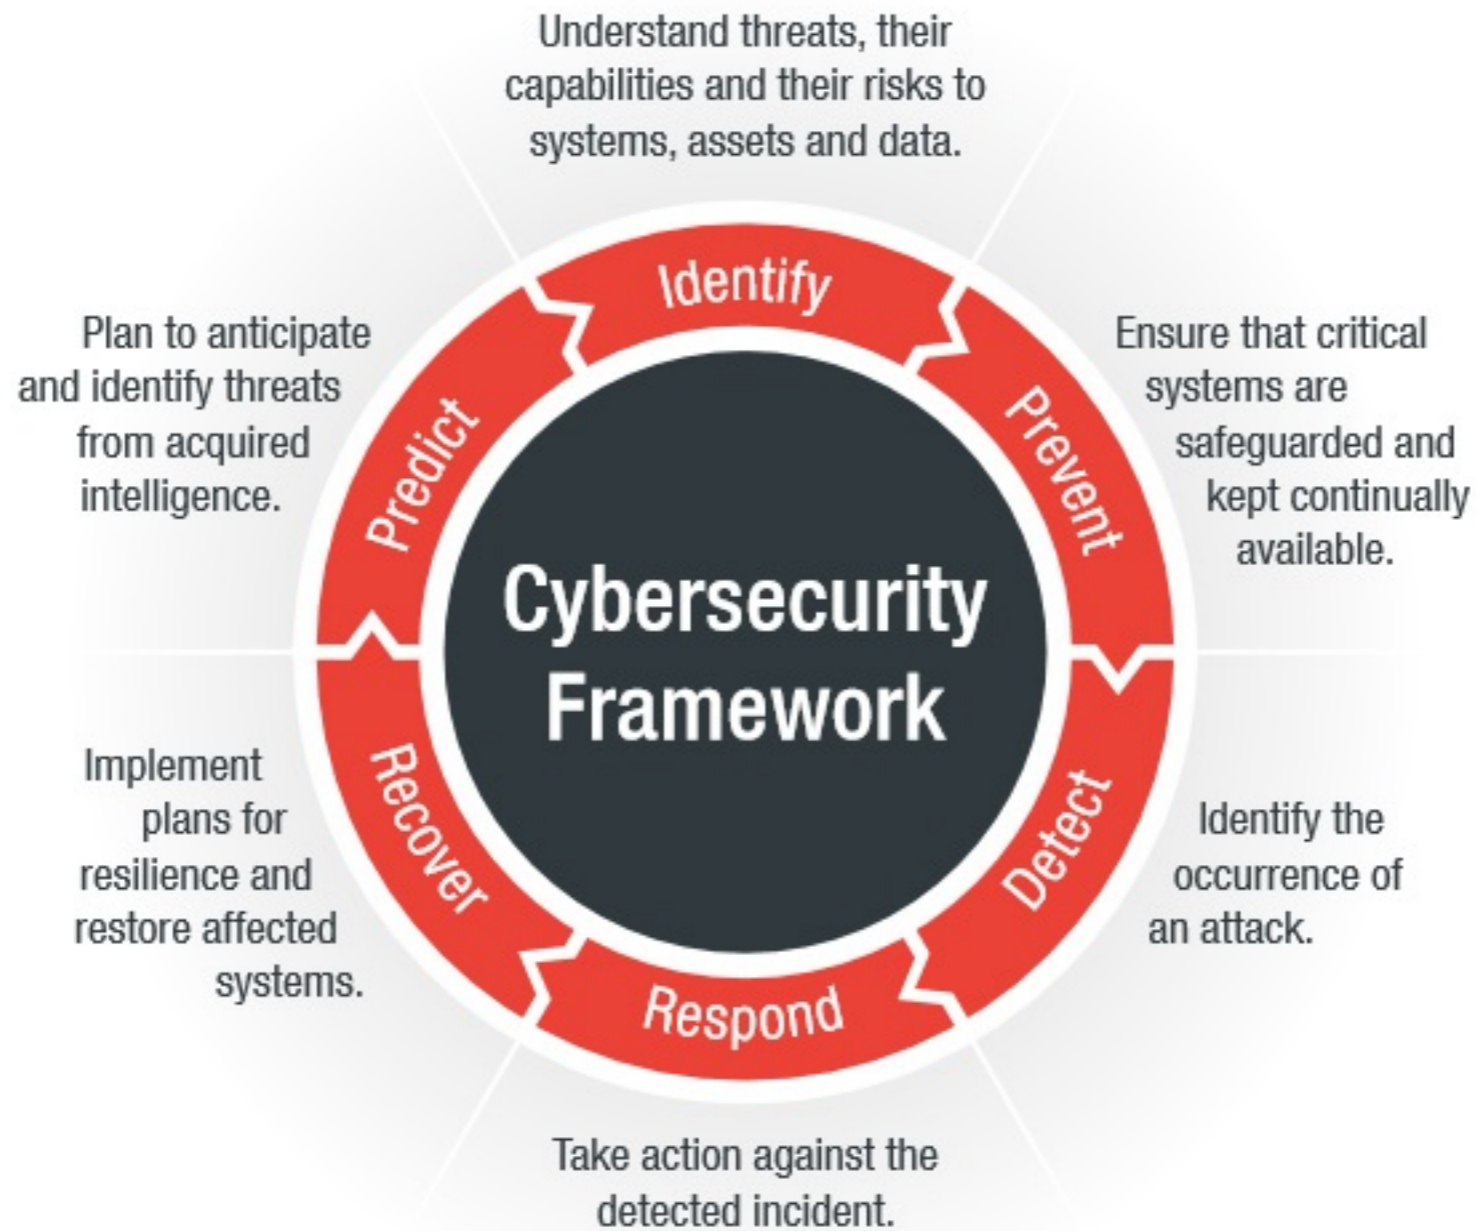 Understand threats, their
capabilities and their risks to
systems, assets and data.
Identify
Prevent
Ensure that critical
systems are
safeguarded and
kept continually
available.
Detect
Identify the
occurrence of
an attack.
Respond
Take action against the
detected incident.
Recover
Implement
plans for
resilience and
restore affected
systems.
Predict
Plan to anticipate
and identify threats
from acquired
intelligence.
Cybersecurity
Framework